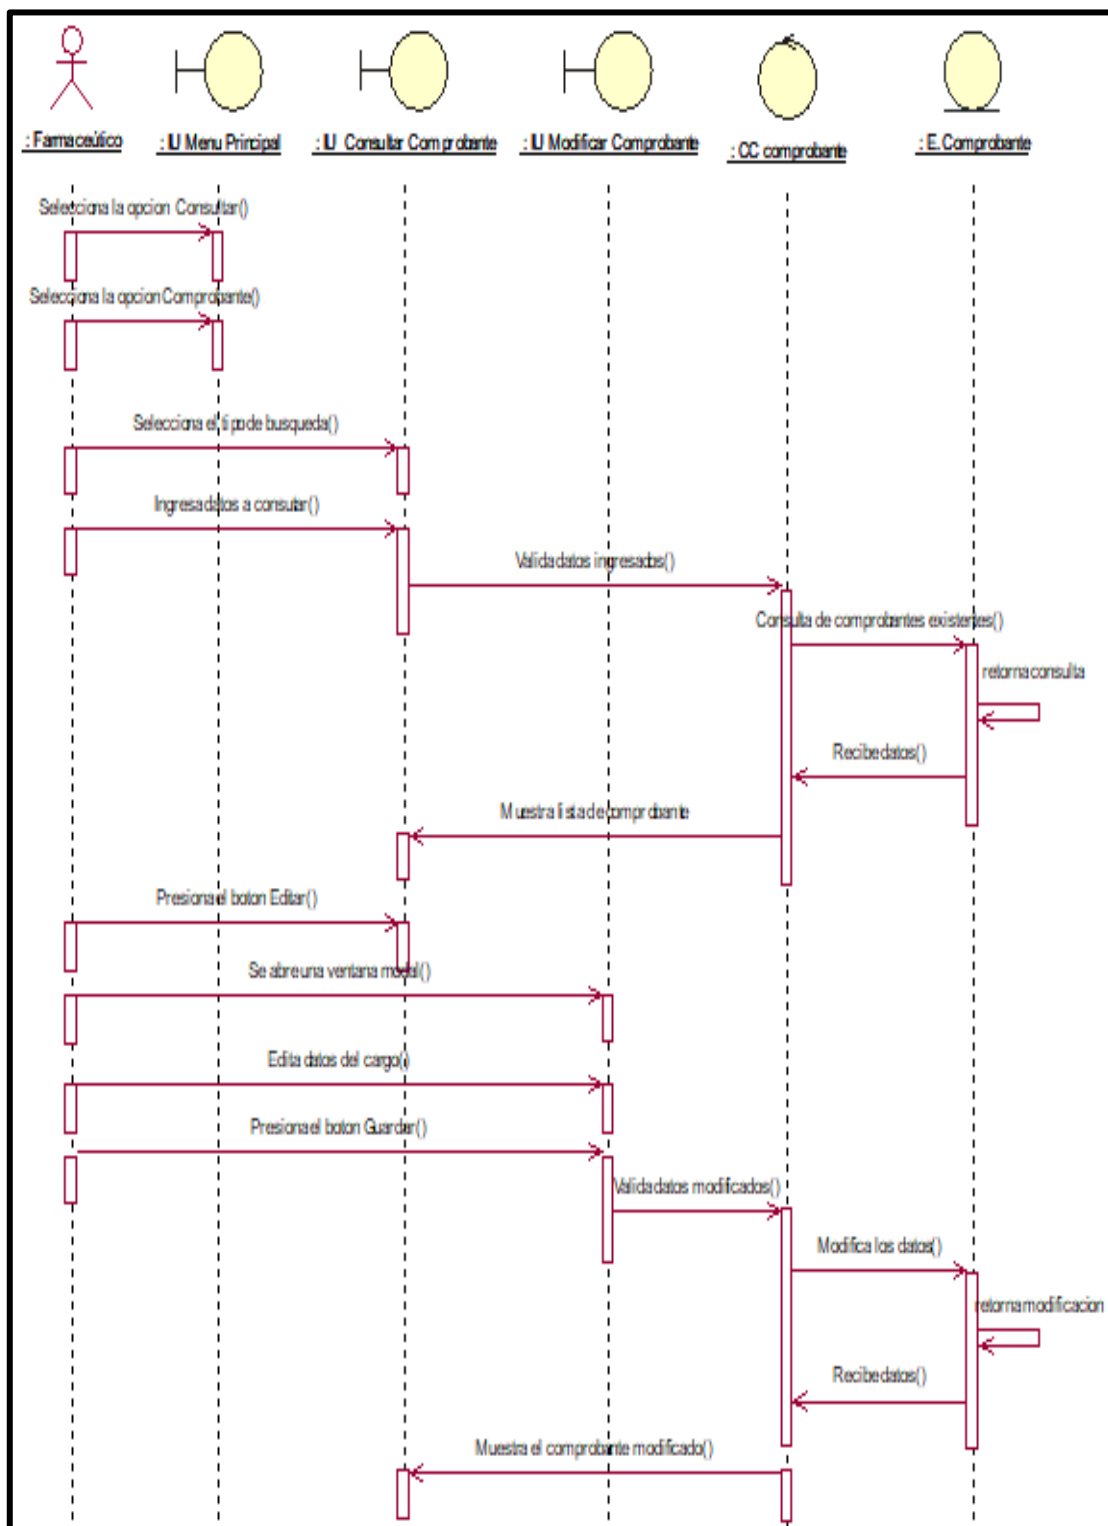 : Farmaceútico
: IU Menu Principal
: IU Consultar Comprobante
: IU Modificar Comprobante
: CC comprobante
: E. Comprobante
Selecciona la opcion Consultar()
Selecciona la opcion Comprobante()
Selecciona el tipo de busqueda()
Ingresa datos a consutar()
Valida datos ingresados()
Consulta de comprobantes existentes()
retorna consulta
Recibe datos()
Muestra lista de comprobante
Presiona el boton Editar()
Se abre una ventana modal()
Edita datos del cargo()
Presiona el boton Guardar()
Valida datos modificados()
Modifica los datos()
retorna modificacion
Recibe datos()
Muestra el comprobante modificado()